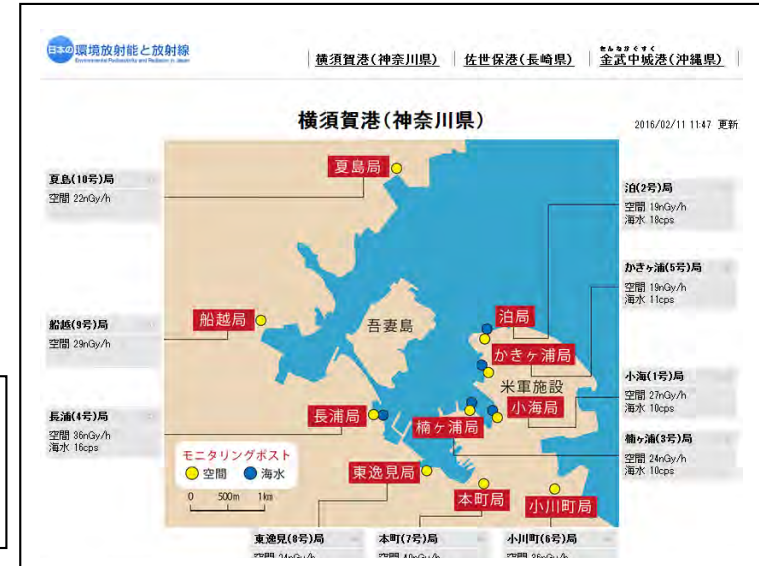 日本の環境放射能と放射線
Environmental Radioactivity and Radiation in Japan
横須賀港(神奈川県)
佐世保港(長崎県)
きんなかぐすく
金武中城港(沖縄県)
横須賀港(神奈川県)
2016/02/11 11:47 更新
夏島(10号)局
空間 22nGy/h
船越(9号)局
空間 29nGy/h
長浦(4号)局
空間 36nGy/h
海水 16cps
夏島局
船越局
吾妻島
泊局
かきヶ浦局
米軍施設
小海局
長浦局
楠ヶ浦局
東逸見局
本町局
小川町局
モニタリングポスト
空間
海水
0 500m 1km
泊(2号)局
空間 19nGy/h
海水 18cps
かきヶ浦(5号)局
空間 19nGy/h
海水 11cps
小海(1号)局
空間 27nGy/h
海水 10cps
楠ヶ浦(3号)局
空間 24nGy/h
海水 10cps
東逸見(8号)局
本町(7号)局
小川町(6号)局